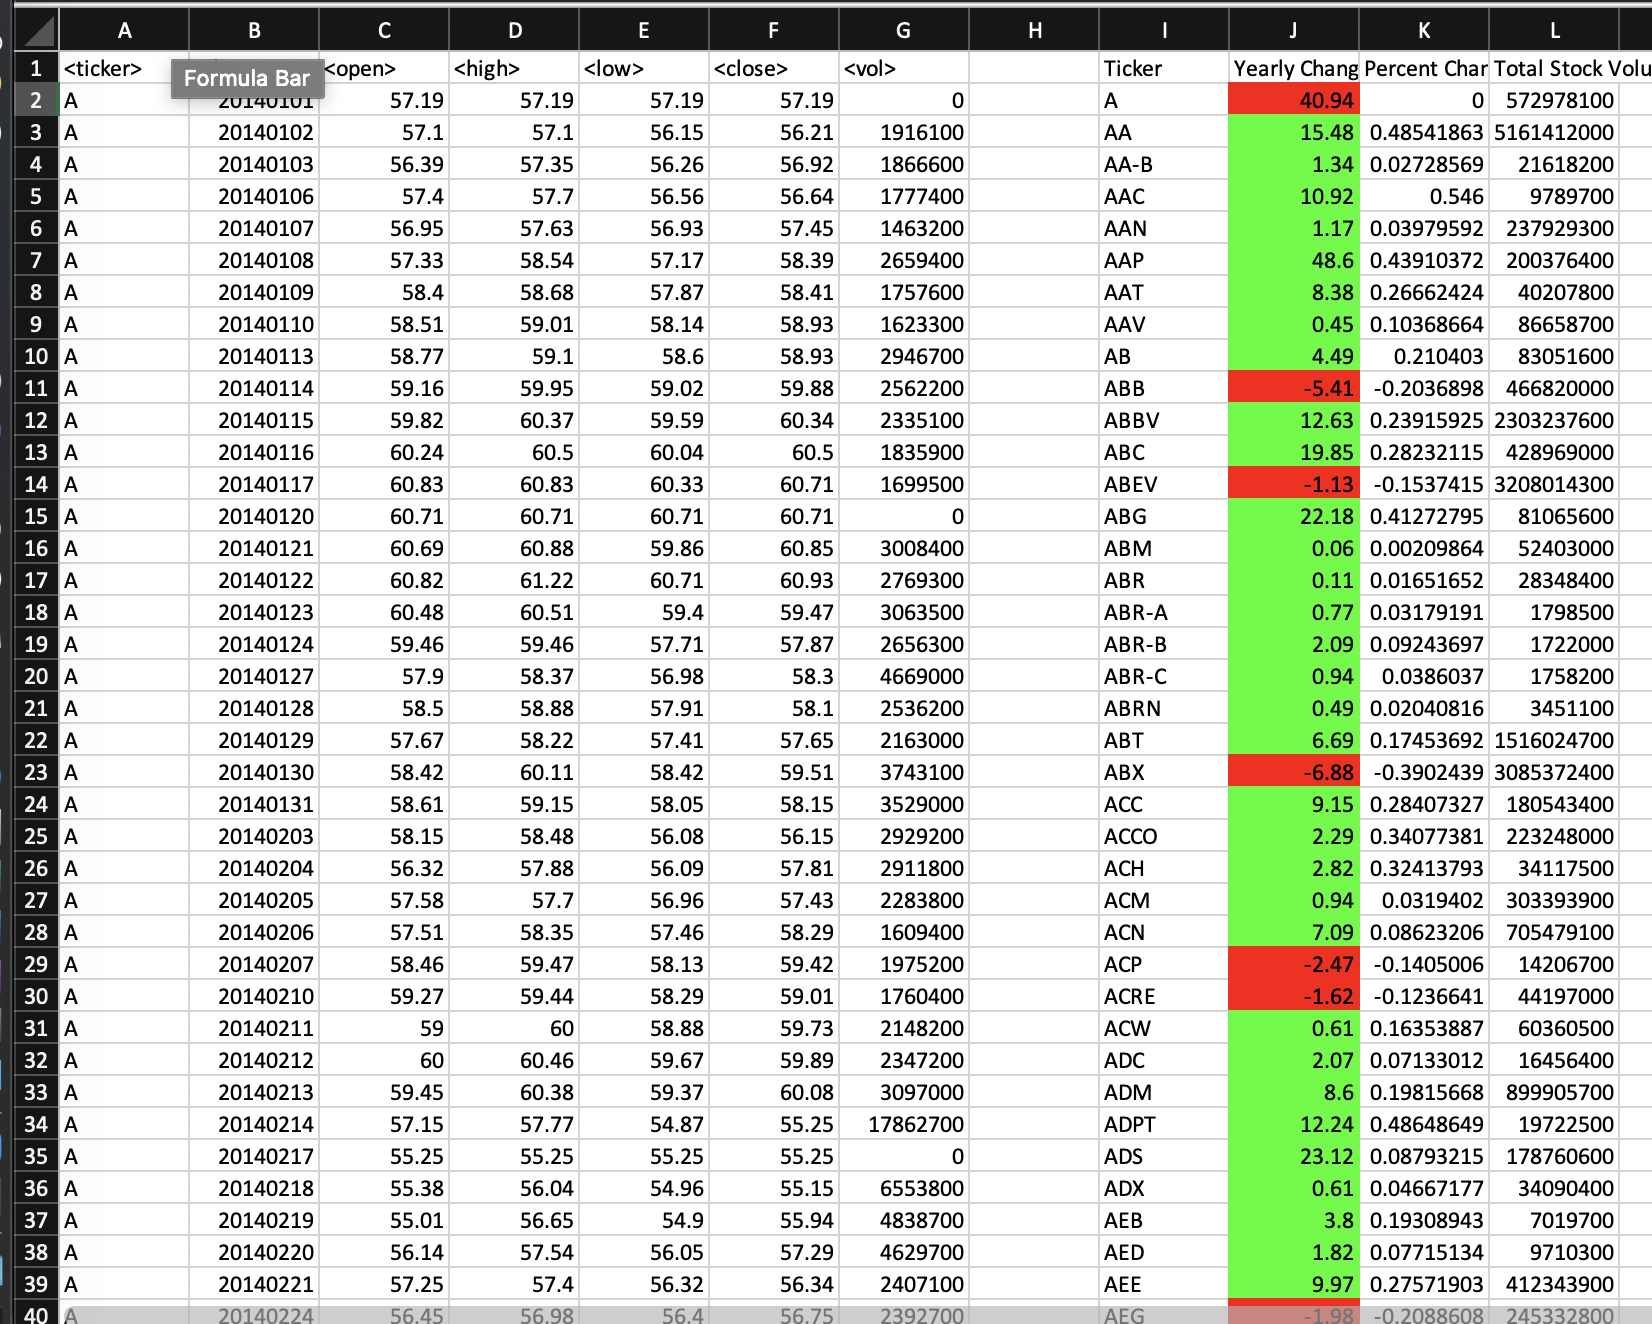 A B C D E F G H I J K L
1 <ticker> <open> <high> <low> <close> <vol> Ticker Yearly Chang Percent Char Total Stock Volu
Formula Bar
2 A 20140101 57.19 57.19 57.19 57.19 0 A 40.94 0 572978100
3 A 20140102 57.1 57.1 56.15 56.21 1916100 AA 15.48 0.48541863 5161412000
4 A 20140103 56.39 57.35 56.26 56.92 1866600 AA-B 1.34 0.02728569 21618200
5 A 20140106 57.4 57.7 56.56 56.64 1777400 AAC 10.92 0.546 9789700
6 A 20140107 56.95 57.63 56.93 57.45 1463200 AAN 1.17 0.03979592 237929300
7 A 20140108 57.33 58.54 57.17 58.39 2659400 AAP 48.6 0.43910372 200376400
8 A 20140109 58.4 58.68 57.87 58.41 1757600 AAT 8.38 0.26662424 40207800
9 A 20140110 58.51 59.01 58.14 58.93 1623300 AAV 0.45 0.10368664 86658700
10 A 20140113 58.77 59.1 58.6 58.93 2946700 AB 4.49 0.210403 83051600
11 A 20140114 59.16 59.95 59.02 59.88 2562200 ABB -5.41 -0.2036898 466820000
12 A 20140115 59.82 60.37 59.59 60.34 2335100 ABBV 12.63 0.23915925 2303237600
13 A 20140116 60.24 60.5 60.04 60.5 1835900 ABC 19.85 0.28232115 428969000
14 A 20140117 60.83 60.83 60.33 60.71 1699500 ABEV -1.13 -0.1537415 3208014300
15 A 20140120 60.71 60.71 60.71 60.71 0 ABG 22.18 0.41272795 81065600
16 A 20140121 60.69 60.88 59.86 60.85 3008400 ABM 0.06 0.00209864 52403000
17 A 20140122 60.82 61.22 60.71 60.93 2769300 ABR 0.11 0.01651652 28348400
18 A 20140123 60.48 60.51 59.4 59.47 3063500 ABR-A 0.77 0.03179191 1798500
19 A 20140124 59.46 59.46 57.71 57.87 2656300 ABR-B 2.09 0.09243697 1722000
20 A 20140127 57.9 58.37 56.98 58.3 4669000 ABR-C 0.94 0.0386037 1758200
21 A 20140128 58.5 58.88 57.91 58.1 2536200 ABRN 0.49 0.02040816 3451100
22 A 20140129 57.67 58.22 57.41 57.65 2163000 ABT 6.69 0.17453692 1516024700
23 A 20140130 58.42 60.11 58.42 59.51 3743100 ABX -6.88 -0.3902439 3085372400
24 A 20140131 58.61 59.15 58.05 58.15 3529000 ACC 9.15 0.28407327 180543400
25 A 20140203 58.15 58.48 56.08 56.15 2929200 ACCO 2.29 0.34077381 223248000
26 A 20140204 56.32 57.88 56.09 57.81 2911800 ACH 2.82 0.32413793 34117500
27 A 20140205 57.58 57.7 56.96 57.43 2283800 ACM 0.94 0.0319402 303393900
28 A 20140206 57.51 58.35 57.46 58.29 1609400 ACN 7.09 0.08623206 705479100
29 A 20140207 58.46 59.47 58.13 59.42 1975200 ACP -2.47 -0.1405006 14206700
30 A 20140210 59.27 59.44 58.29 59.01 1760400 ACRE -1.62 -0.1236641 44197000
31 A 20140211 59 60 58.88 59.73 2148200 ACW 0.61 0.16353887 60360500
32 A 20140212 60 60.46 59.67 59.89 2347200 ADC 2.07 0.07133012 16456400
33 A 20140213 59.45 60.38 59.37 60.08 3097000 ADM 8.6 0.19815668 899905700
34 A 20140214 57.15 57.77 54.87 55.25 17862700 ADPT 12.24 0.48648649 19722500
35 A 20140217 55.25 55.25 55.25 55.25 0 ADS 23.12 0.08793215 178760600
36 A 20140218 55.38 56.04 54.96 55.15 6553800 ADX 0.61 0.04667177 34090400
37 A 20140219 55.01 56.65 54.9 55.94 4838700 AEB 3.8 0.19308943 7019700
38 A 20140220 56.14 57.54 56.05 57.29 4629700 AED 1.82 0.07715134 9710300
39 A 20140221 57.25 57.4 56.32 56.34 2407100 AEE 9.97 0.27571903 412343900
40 A 20140224 56.45 56.98 56.4 56.75 2392700 AEG -1.98 -0.2088608 245332800